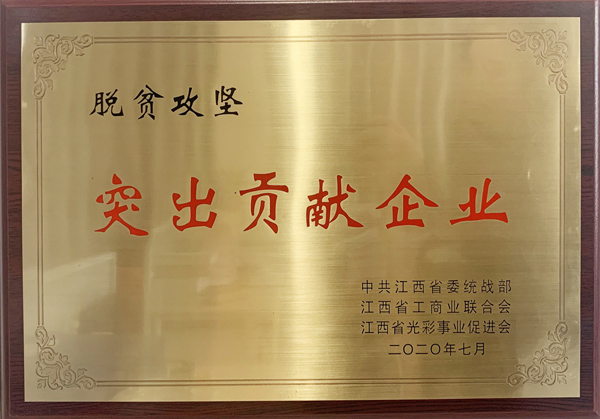 脱贫攻坚
突出贡献企业
中共江西省委统战部
江西省工商业联合会
江西省光彩事业促进会
二〇二〇年七月